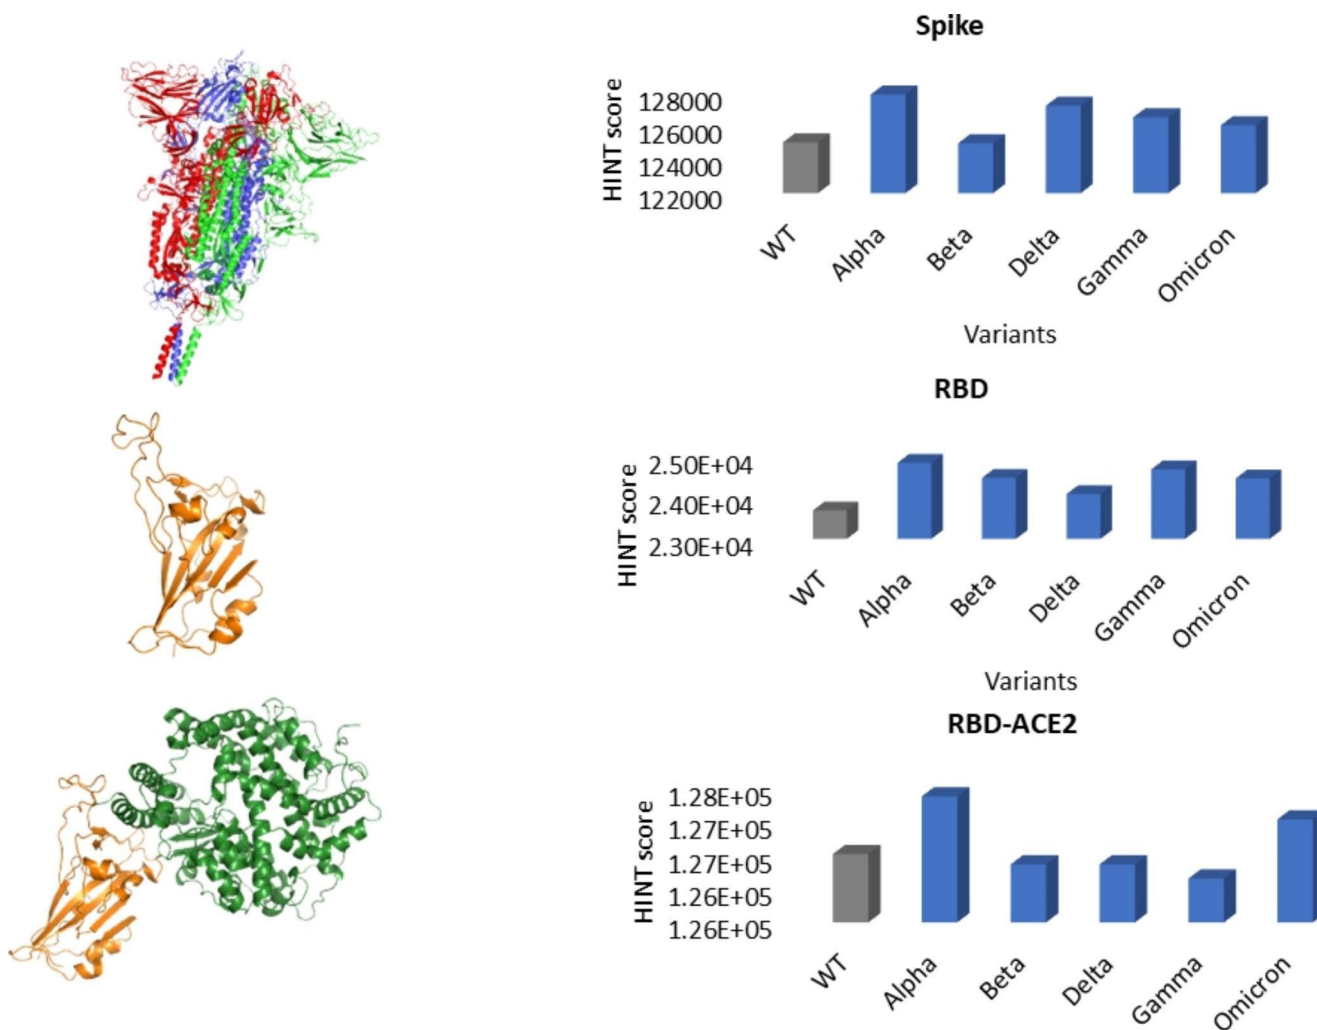 Spike
HINT score
128000
126000
124000
122000
WT
Alpha
Beta
Delta
Gamma
Omicron
Variants
RBD
HINT score
2.50E+04
2.40E+04
2.30E+04
WT
Alpha
Beta
Delta
Gamma
Omicron
Variants
RBD-ACE2
HINT score
1.28E+05
1.27E+05
1.27E+05
1.26E+05
1.26E+05
WT
Alpha
Beta
Delta
Gamma
Omicron